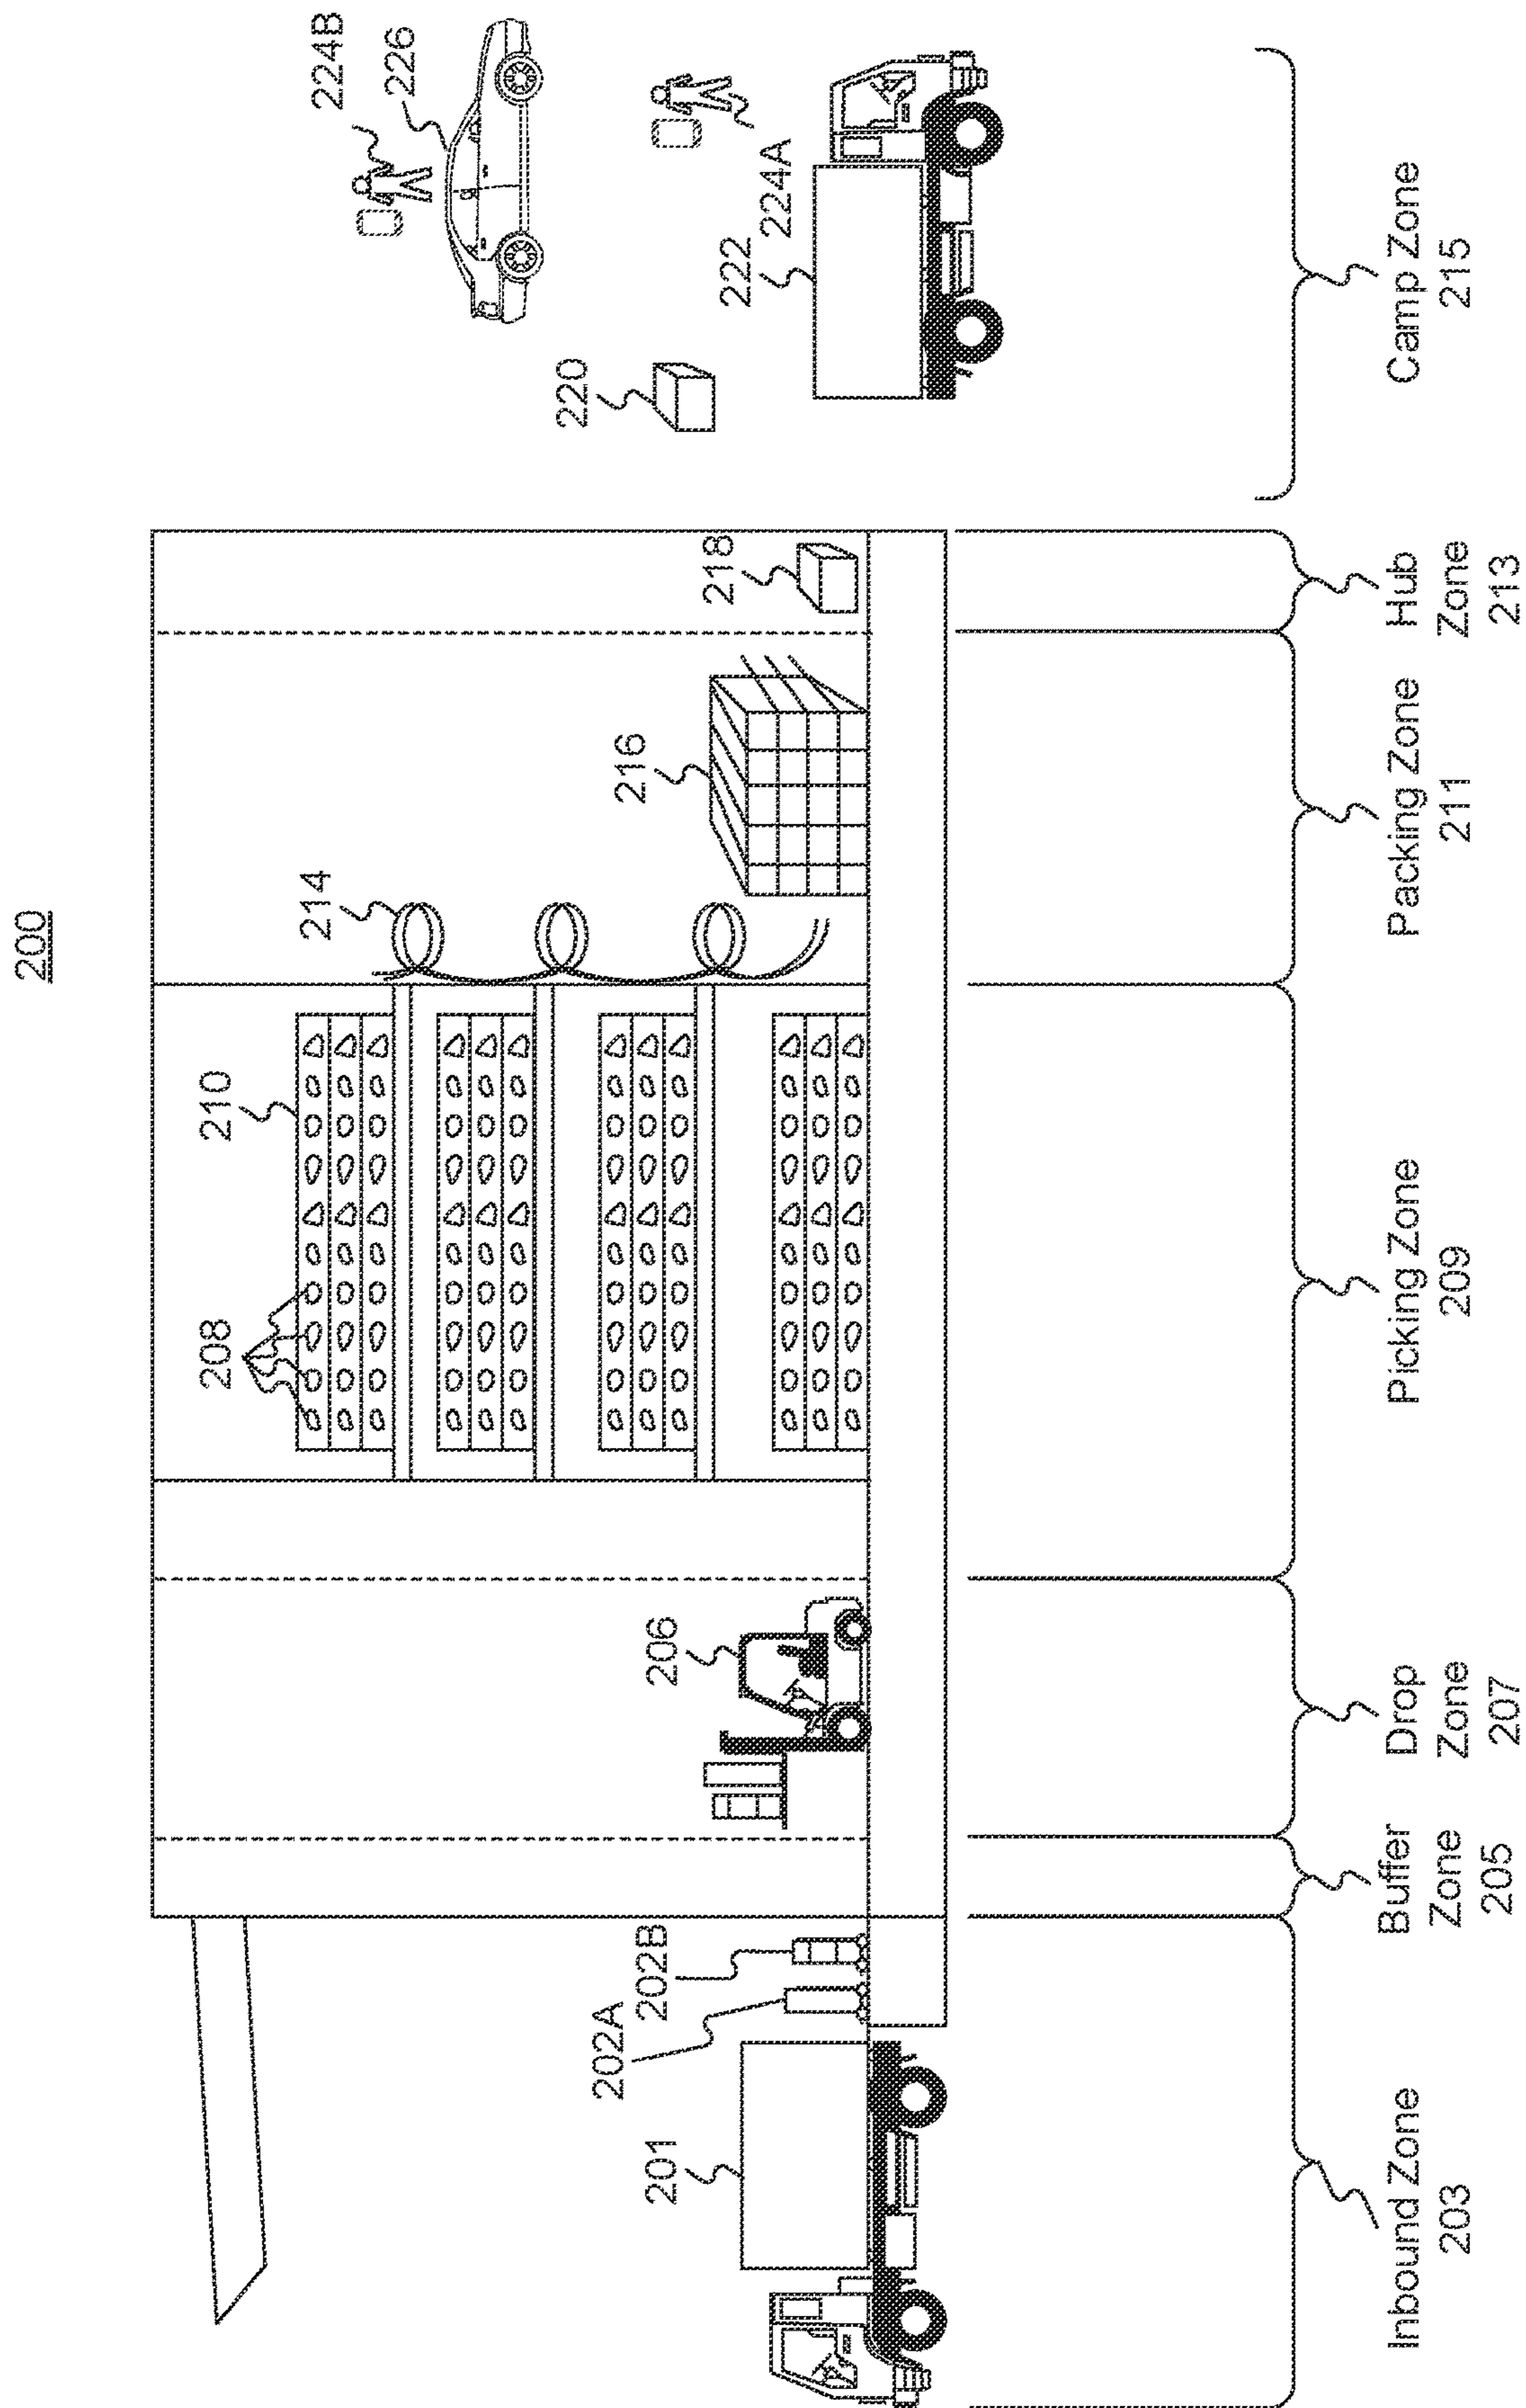 200
224B
226
224A
222
220
218
216
214
210
208
206
202B
202A
201
Inbound Zone
203
Buffer
Zone
205
Drop
Zone
207
Picking Zone
209
Packing Zone
211
Hub
Zone
213
Camp Zone
215